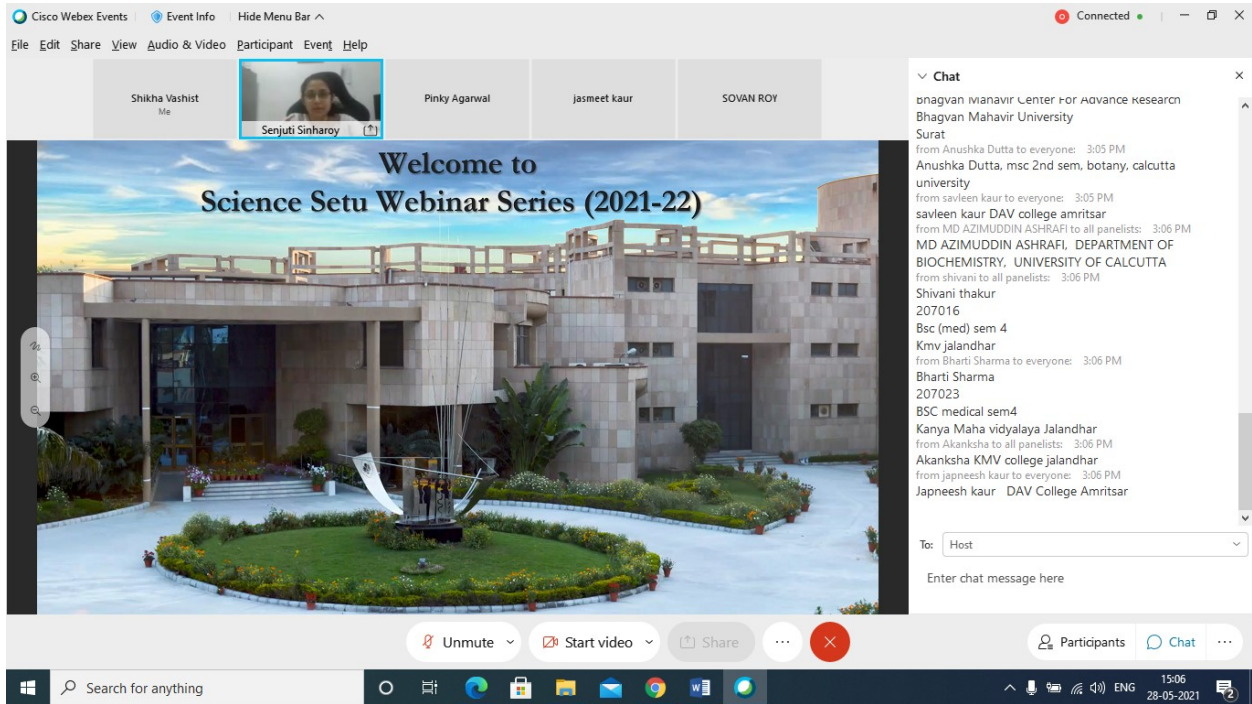 Cisco Webex Events
Event Info
Hide Menu Bar
Connected
File Edit Share View Audio & Video Participant Event Help
Shikha Vashist
Me
Senjuti Sinharoy
Pinky Agarwal
jasmeet kaur
SOVAN ROY
Welcome to
Science Setu Webinar Series (2021-22)
Chat
Bhagvan Mahavir Center For Advance Research
Bhagvan Mahavir University
Surat
from Anushka Dutta to everyone: 3:05 PM
Anushka Dutta, msc 2nd sem, botany, calcutta
university
from savleen kaur to everyone: 3:05 PM
savleen kaur DAV college amritsar
from MD AZIMUDDIN ASHRAFI to all panelists: 3:06 PM
MD AZIMUDDIN ASHRAFI, DEPARTMENT OF
BIOCHEMISTRY, UNIVERSITY OF CALCUTTA
from shivani to all panelists: 3:06 PM
Shivani thakur
207016
Bsc (med) sem 4
Kmv jalandhar
from Bharti Sharma to everyone: 3:06 PM
Bharti Sharma
207023
BSC medical sem4
Kanya Maha vidyalaya Jalandhar
from Akanksha to all panelists: 3:06 PM
Akanksha KMV college jalandhar
from japneesh kaur to everyone: 3:06 PM
Japneesh kaur DAV College Amritsar
To: Host
Enter chat message here
Unmute
Start video
Share
Participants
Chat
Search for anything
ENG
15:06
28-05-2021
2